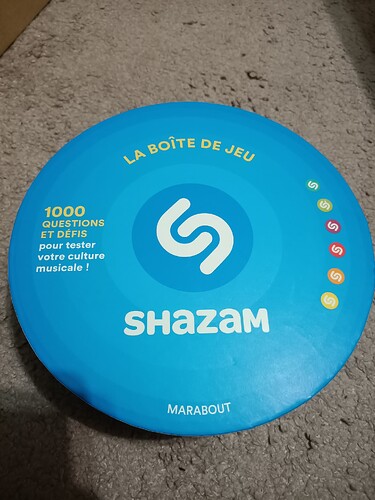 LA BOÎTE DE JEU
1000
QUESTIONS
ET DÉFIS
pour tester
votre culture
musicale !
SHAZAM
MARABOUT